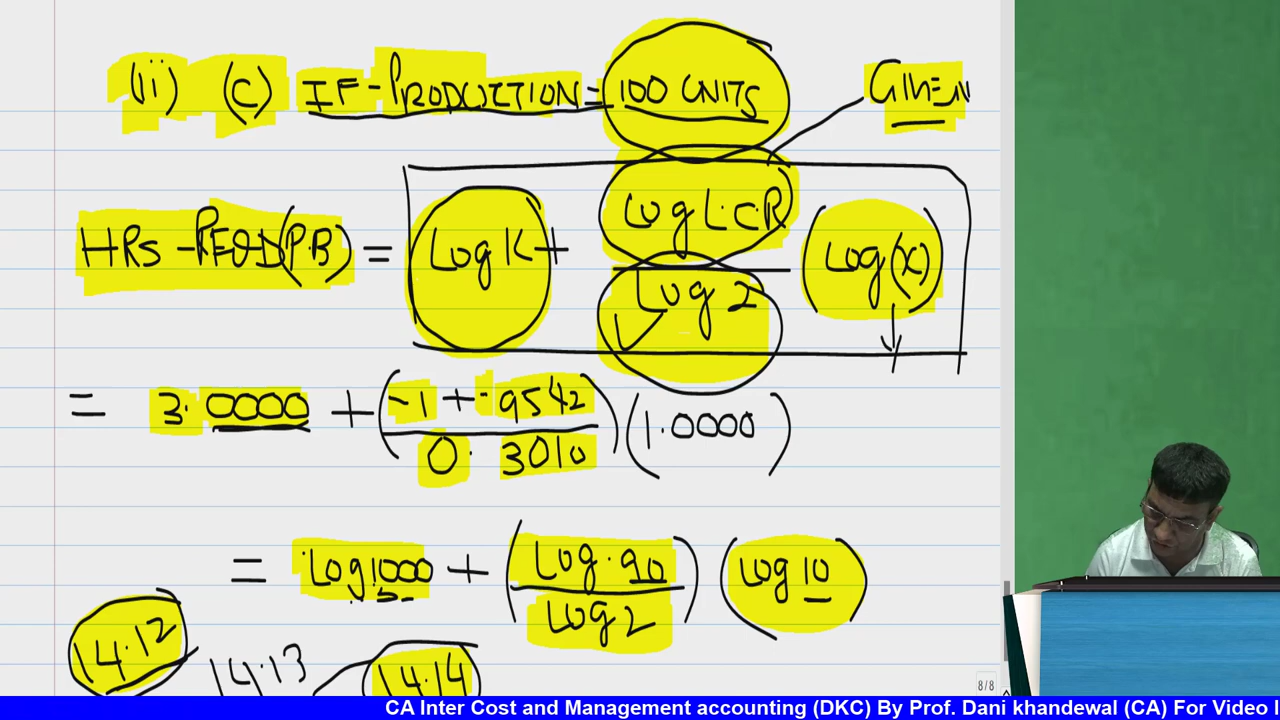 (ii) (C) IF-PRODUCTION = 100 UNITS GIVEN
HRS-REQD(P.B) = Log K + Log L.C.R / Log 2 (Log(X))
= 3.0000 + (-1 + .9542 / 0.3010) (1.0000)
= Log 1000 + (Log .90 / Log 2) (Log 10)
14.12 14.13 14.14
8/8
CA Inter Cost and Management accounting (DKC) By Prof. Dani khandewal (CA) For Video l